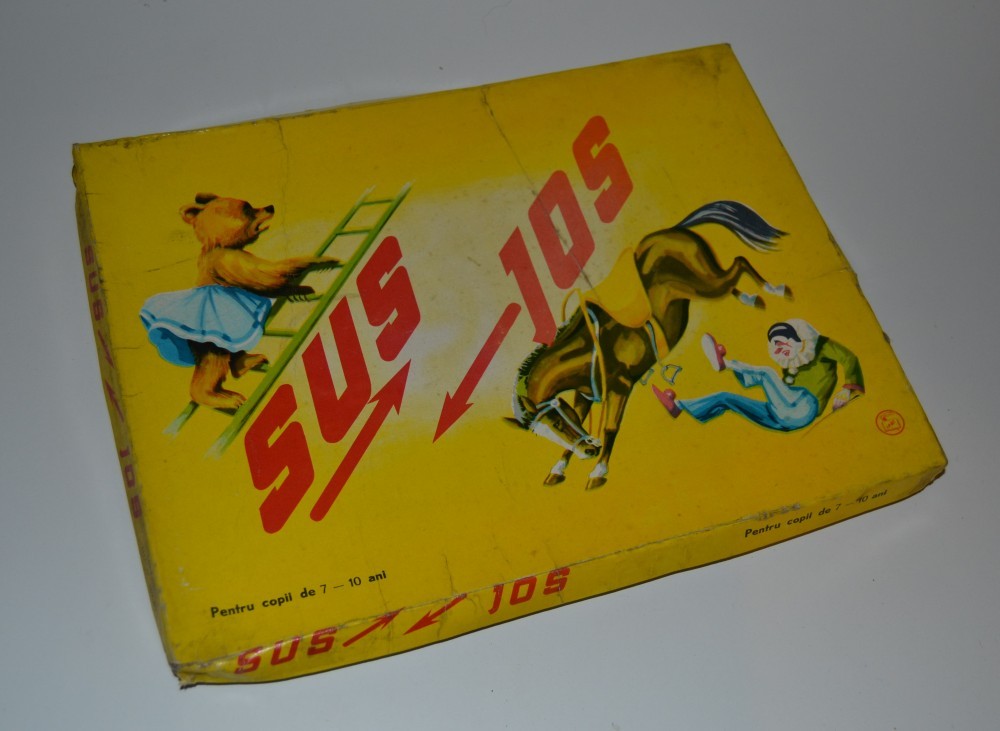 SUS
JOS
Pentru copii de 7 — 10 ani
SUS JOS
Pentru copii de 7 — 10 ani
SUS JOS